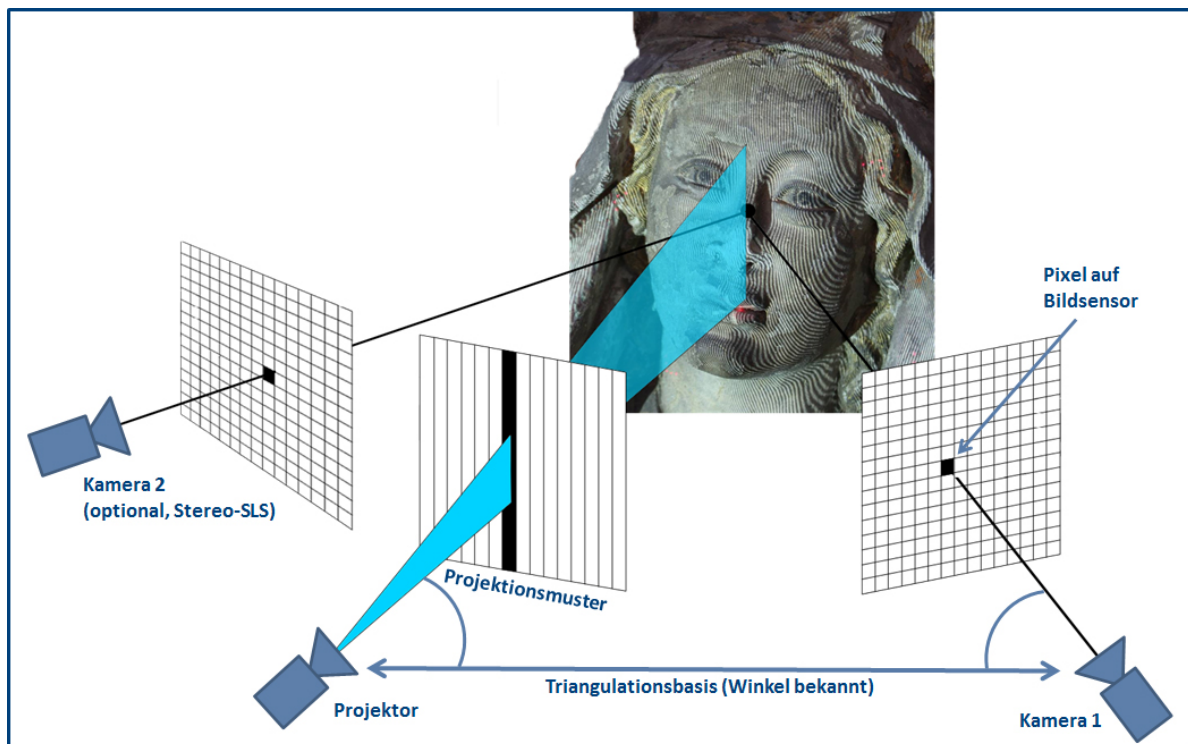 Pixel auf
Bildsensor
Kamera 2
(optional, Stereo-SLS)
Projektionsmuster
Triangulationsbasis (Winkel bekannt)
Projektor
Kamera 1